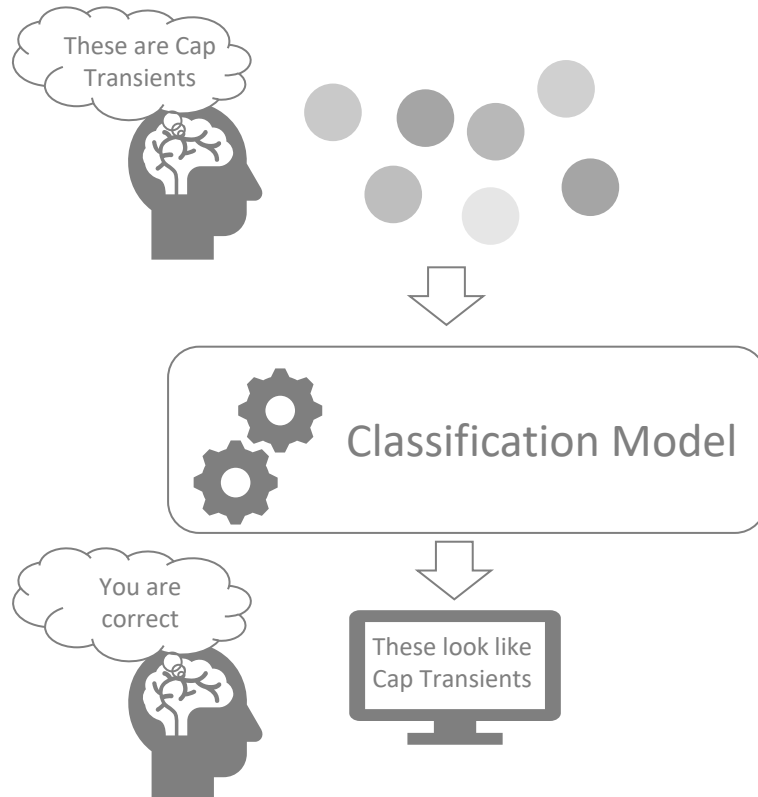 These are Cap
Transients
Classification Model
You are
correct
These look like
Cap Transients